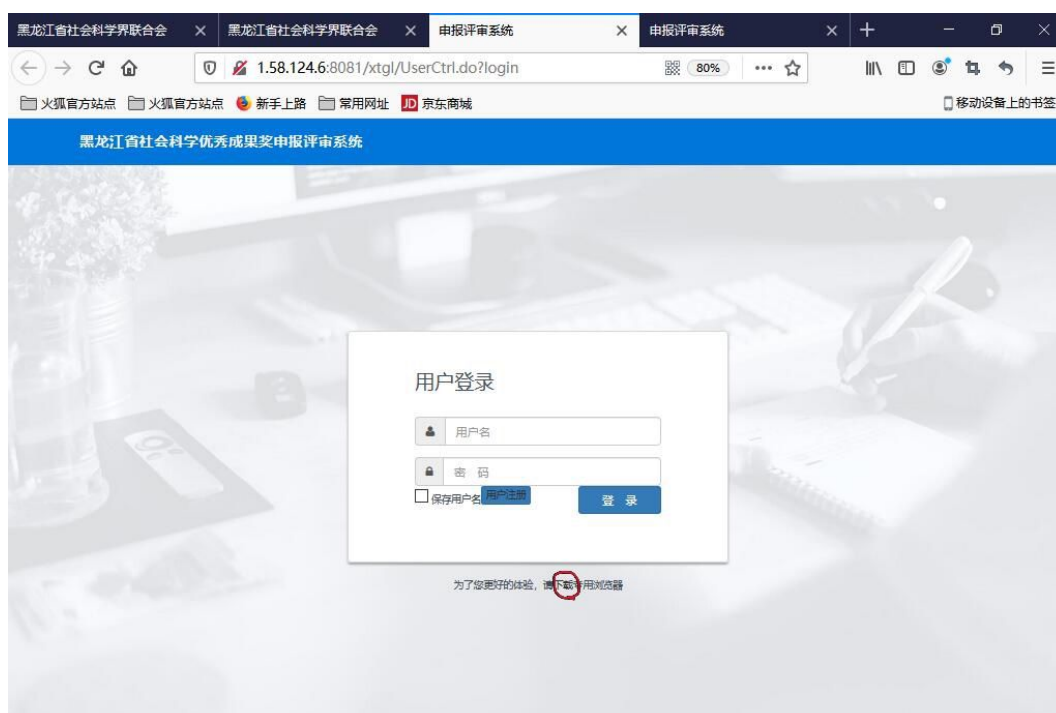 黑龙江省社会科学界联合会
黑龙江省社会科学界联合会
申报评审系统
申报评审系统
1.58.124.6:8081/xtgl/UserCtrl.do?login
80%
火狐官方站点
火狐官方站点
新手上路
常用网址
JD 京东商城
移动设备上的书签
黑龙江省社会科学优秀成果奖申报评审系统
用户登录
用户名
密 码
保存用户名 用户注册
登 录
为了您更好的体验，请下载专用浏览器